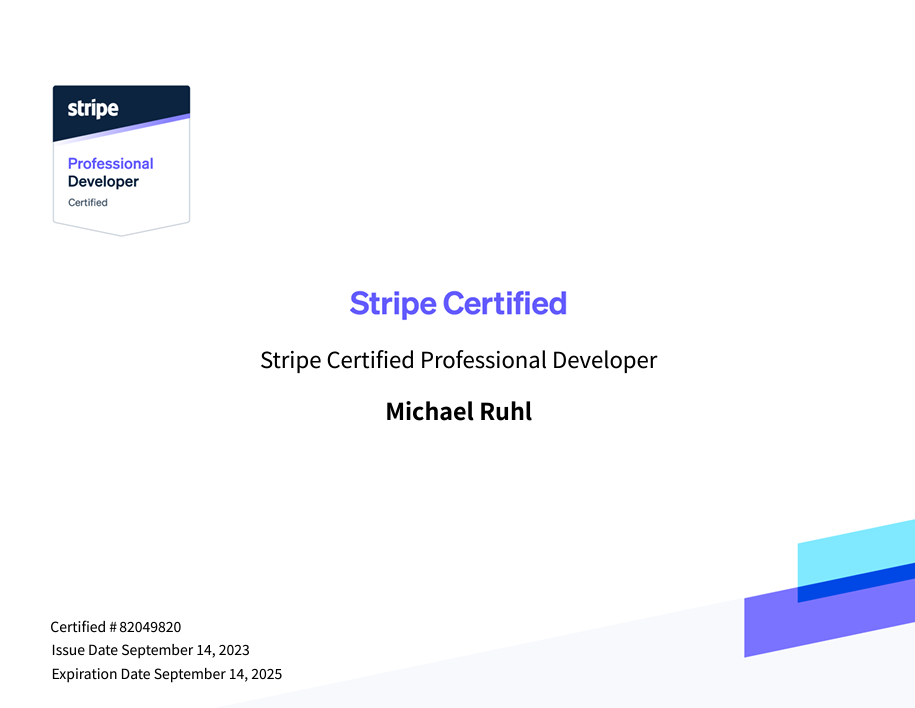 stripe
Professional
Developer
Certified
Stripe Certified
Stripe Certified Professional Developer
Michael Ruhl
Certified # 82049820
Issue Date September 14, 2023
Expiration Date September 14, 2025